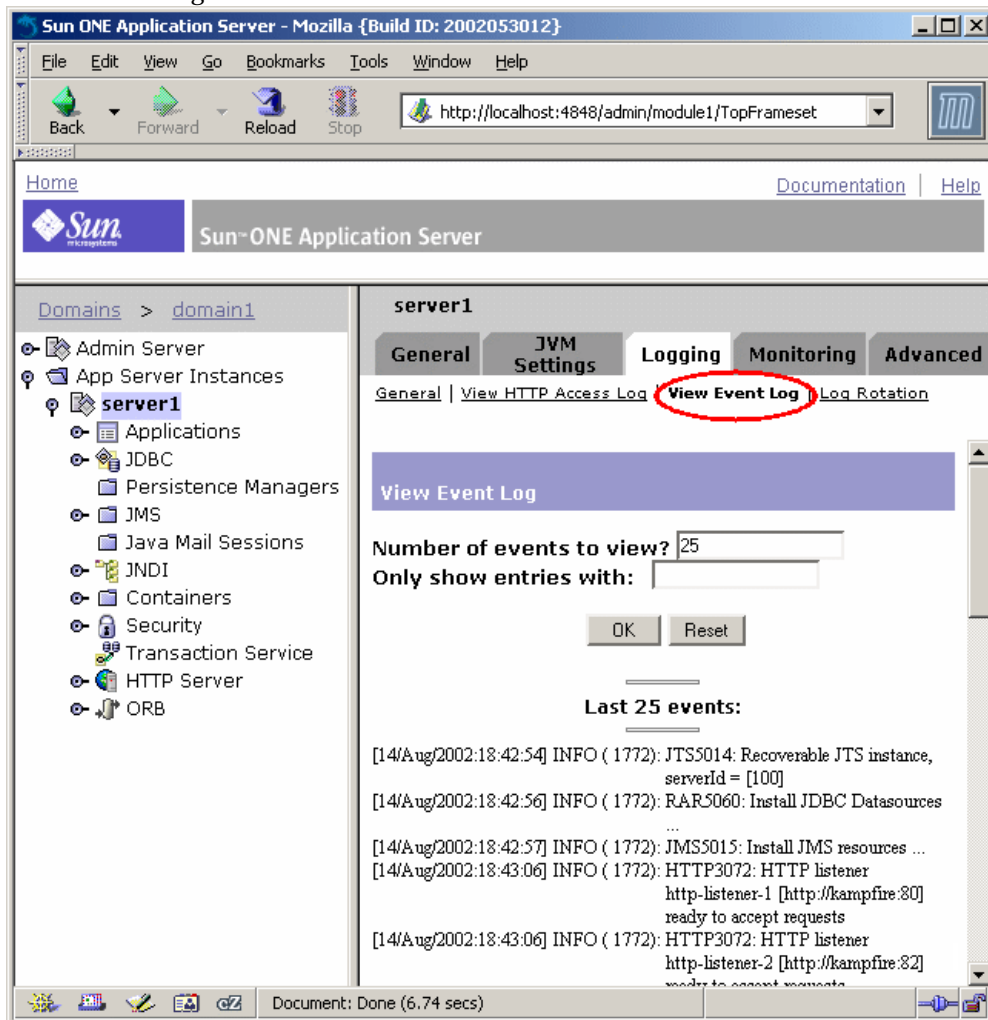 Sun ONE Application Server - Mozilla {Build ID: 2002053012}
File Edit View Go Bookmarks Tools Window Help
Back Forward Reload Stop http://localhost:4848/admin/module1/TopFrameset
Home Documentation | Help
Sun microsystems Sun™ ONE Application Server
Domains > domain1
Admin Server
App Server Instances
server1
Applications
JDBC
Persistence Managers
JMS
Java Mail Sessions
JNDI
Containers
Security
Transaction Service
HTTP Server
ORB
server1
General JVM Settings Logging Monitoring Advanced
General | View HTTP Access Log | View Event Log | Log Rotation
View Event Log
Number of events to view? 25
Only show entries with:
OK Reset
Last 25 events:
[14/Aug/2002:18:42:54] INFO ( 1772): JTS5014: Recoverable JTS instance,
serverId = [100]
[14/Aug/2002:18:42:56] INFO ( 1772): RAR5060: Install JDBC Datasources
...
[14/Aug/2002:18:42:57] INFO ( 1772): JMS5015: Install JMS resources ...
[14/Aug/2002:18:43:06] INFO ( 1772): HTTP3072: HTTP listener
http-listener-1 [http://kampfire:80]
ready to accept requests
[14/Aug/2002:18:43:06] INFO ( 1772): HTTP3072: HTTP listener
http-listener-2 [http://kampfire:82]
ready to accept requests
Document: Done (6.74 secs)